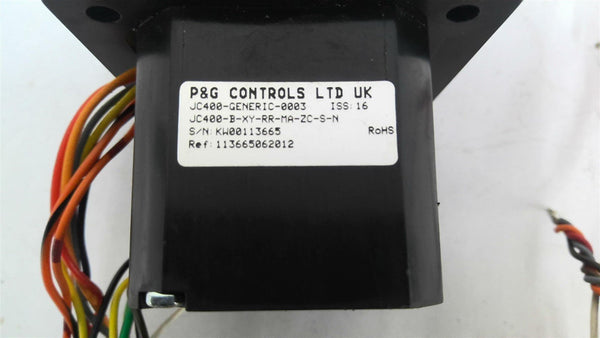 P&G CONTROLS LTD UK
JC400-GENERIC-0003 ISS:16
JC400-B-XY-RR-MA-ZC-S-N
S/N: KW00113665 RoHS
Ref: 113665062012